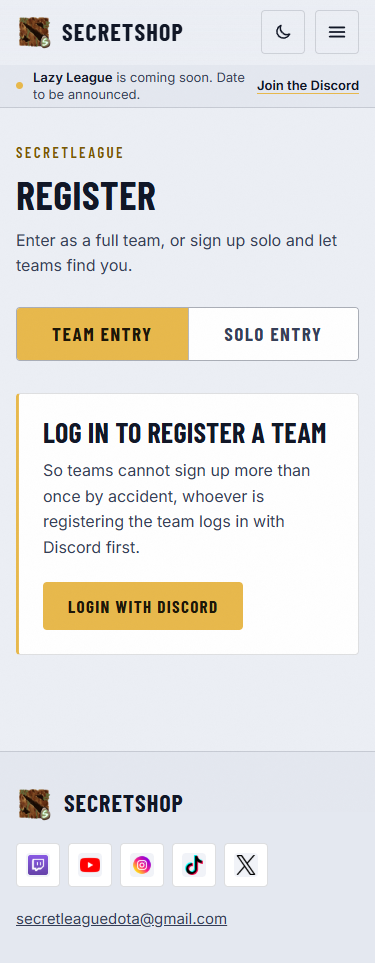 SECRETSHOP
Lazy League is coming soon. Date
to be announced.
Join the Discord
SECRETLEAGUE
REGISTER
Enter as a full team, or sign up solo and let
teams find you.
TEAM ENTRY
SOLO ENTRY
LOG IN TO REGISTER A TEAM
So teams cannot sign up more than
once by accident, whoever is
registering the team logs in with
Discord first.
LOGIN WITH DISCORD
SECRETSHOP
secretleaguedota@gmail.com